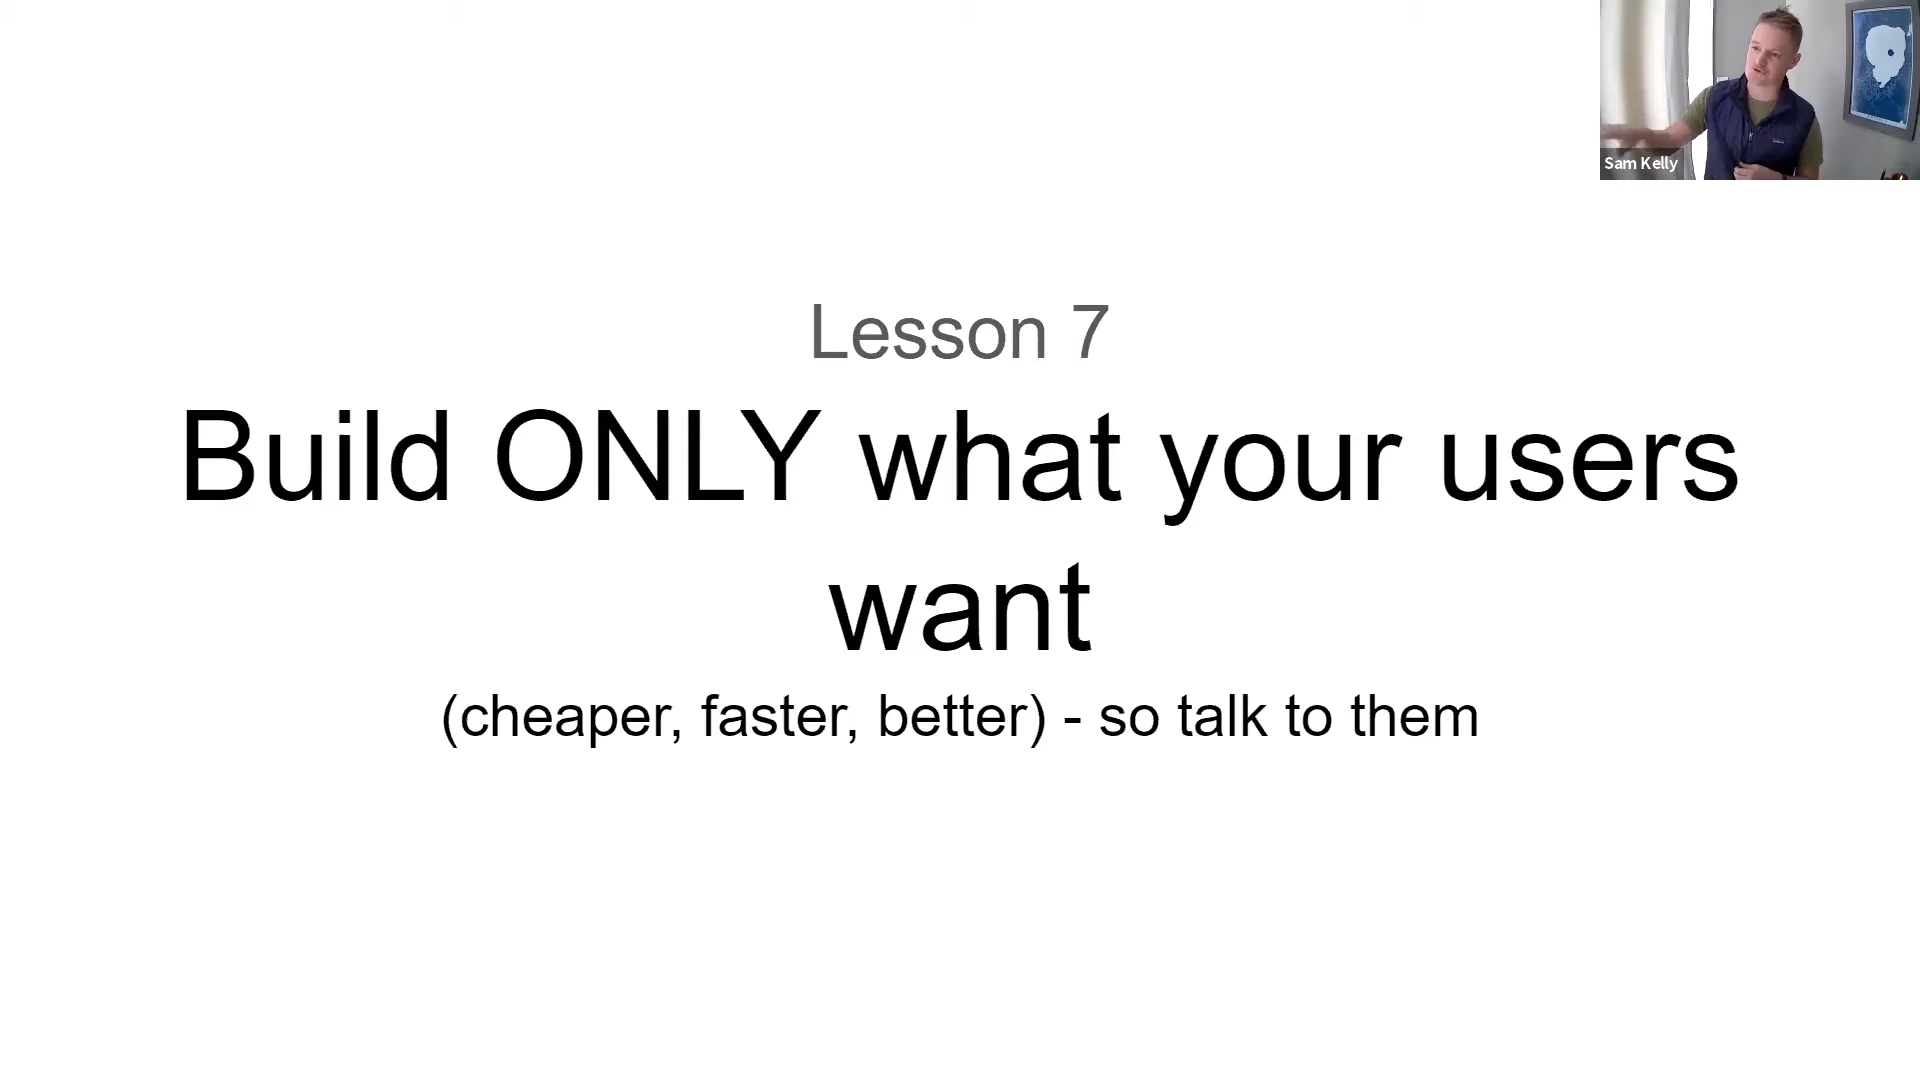 Sam Kelly
Lesson 7
Build ONLY what your users
want
(cheaper, faster, better) - so talk to them